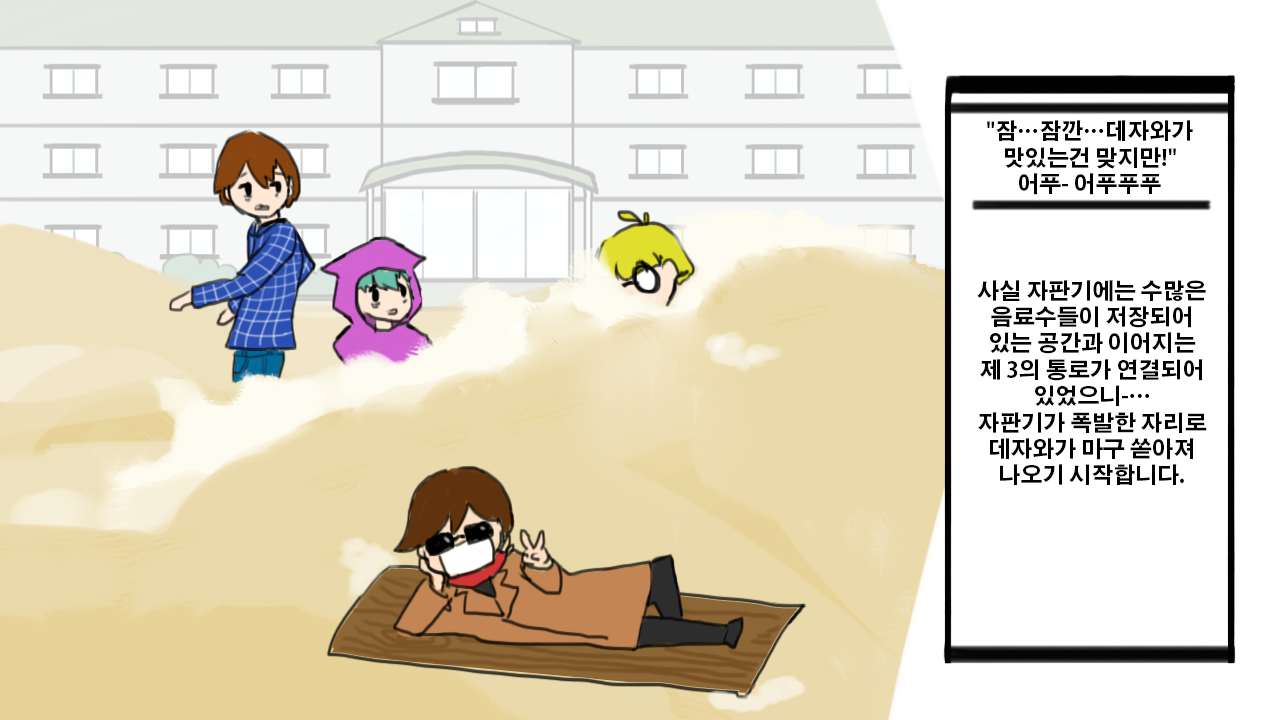 "잠…잠깐…데자와가
맛있는건 맞지만!"
어푸- 어푸푸푸
사실 자판기에는 수많은
음료수들이 저장되어
있는 공간과 이어지는
제 3의 통로가 연결되어
있었으니-…
자판기가 폭발한 자리로
데자와가 마구 쏟아져
나오기 시작합니다.